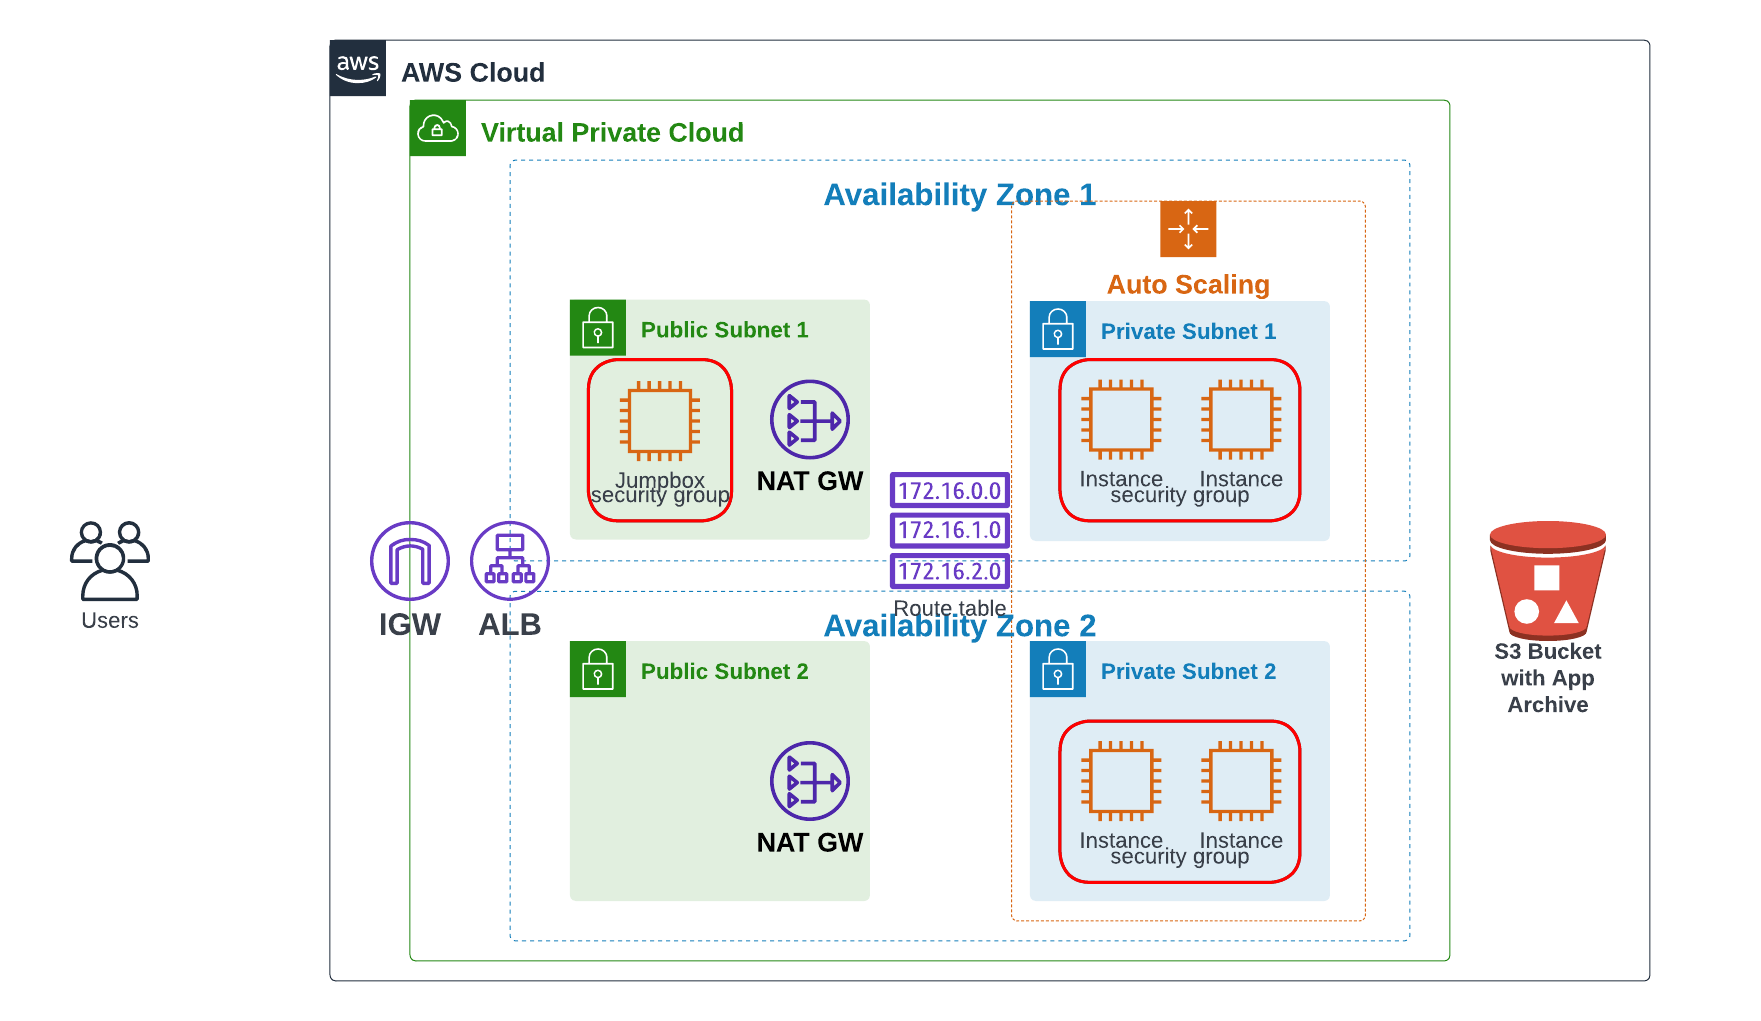 aws
AWS Cloud
Virtual Private Cloud
Availability Zone 1
Auto Scaling
Public Subnet 1
Private Subnet 1
Jumpbox
security group
NAT GW
Instance
Instance
security group
172.16.0.0
172.16.1.0
172.16.2.0
Route table
Users
IGW
ALB
Availability Zone 2
S3 Bucket
with App
Archive
Public Subnet 2
Private Subnet 2
NAT GW
Instance
Instance
security group